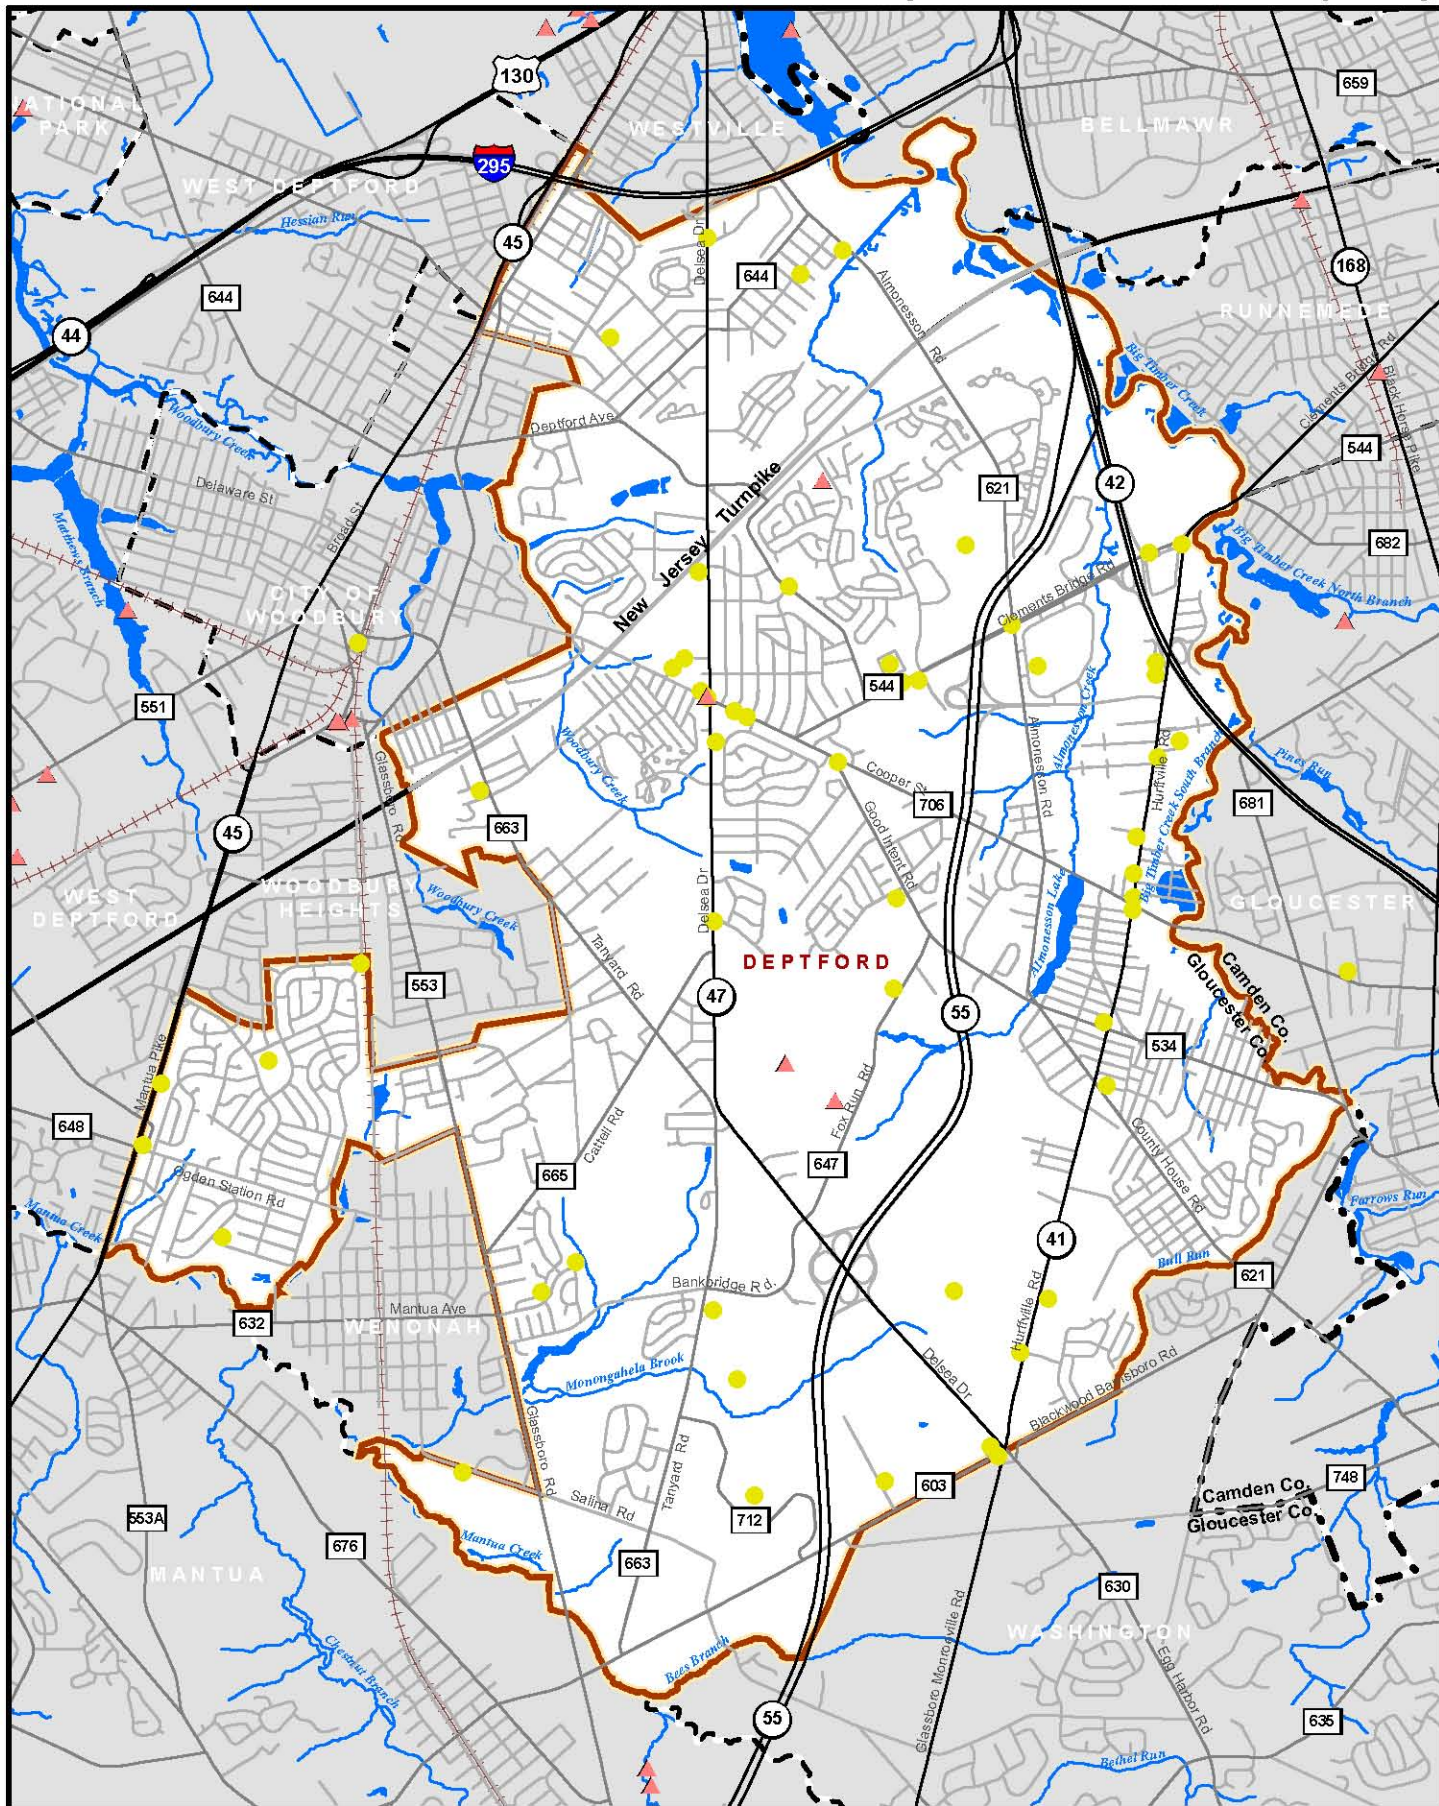 130
659
NATIONAL
PARK
WESTVILLE
BELLMAWR
295
WEST DEPTFORD
Hessian Run
45
Delsea Dr
644
168
644
Almonesson Rd
RUNNEMEDE
44
Big Timber Creek
Clements Bridge Rd
Black Horse Pike
Woodbury Creek
Deptford Ave
544
Delaware St
New Jersey Turnpike
621
42
Broad St
Matthews Branch
682
Big Timber Creek North Branch
CITY OF
WOODBURY
Clements Bridge Rd
544
551
Almonesson Creek
Almonesson Rd
Woodbury Creek
Glassboro Rd
Hurffville Rd
Big Timber Creek South Branch
Pines Run
Cooper St
706
681
45
663
Good Intent Rd
WEST
DEPTFORD
WOODBURY
HEIGHTS
Woodbury Creek
Delsea Dr
Almonesson Lake
GLOUCESTER
Tanyard Rd
DEPTFORD
553
47
55
Camden Co.
Gloucester Co.
534
Mantua Pike
648
Cattell Rd
Fox Run Rd
County House Rd
Ogden Station Rd
665
647
Mantua Creek
Farrows Run
41
Bull Run
Bankbridge Rd.
621
Mantua Ave
632
WENONAH
Hurffville Rd
Monongahela Brook
Delsea Dr
Blackwood Barnsboro Rd
Glassboro Rd
Tanyard Rd
Salina Rd
603
748
Camden Co.
Gloucester Co.
553A
712
676
Mantua Creek
663
MANTUA
630
Glassboro Monroeville Rd
WASHINGTON
Chestnut Branch
Bees Branch
Egg Harbor Rd
55
635
Bethel Run